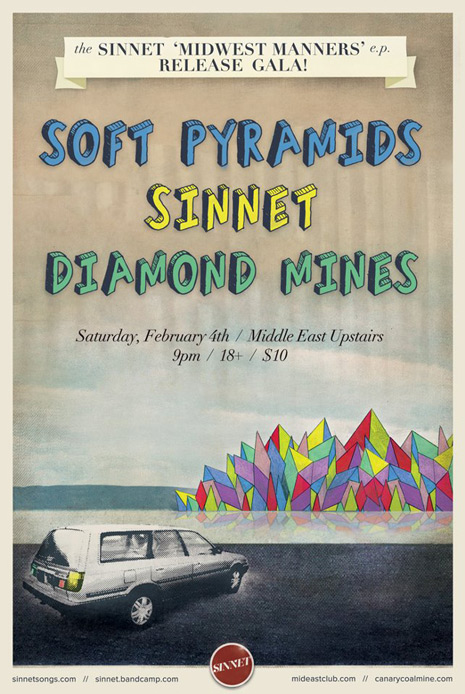 the SINNET ‘MIDWEST MANNERS’ e.p.
RELEASE GALA!
SOFT PYRAMIDS
SINNET
DIAMOND MINES
Saturday, February 4th / Middle East Upstairs
9pm / 18+ / $10
SINNET
sinnetsongs.com // sinnet.bandcamp.com
mideastclub.com // canarycoalmine.com